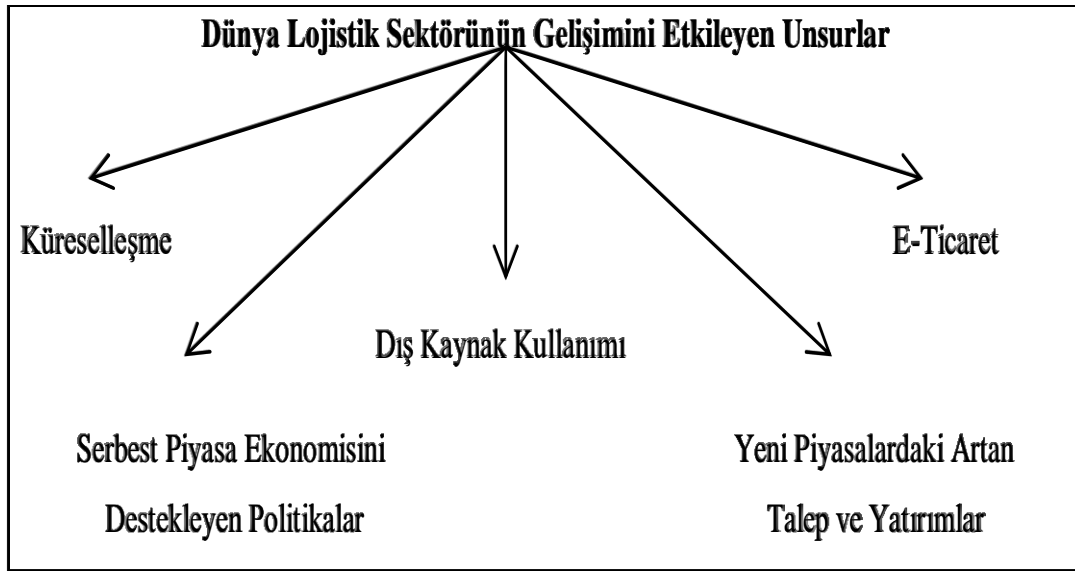 Dünya Lojistik Sektörünün Gelişimini Etkileyen Unsurlar
Küreselleşme
E-Ticaret
Dış Kaynak Kullanımı
Serbest Piyasa Ekonomisini
Destekleyen Politikalar
Yeni Piyasalardaki Artan
Talep ve Yatırımlar